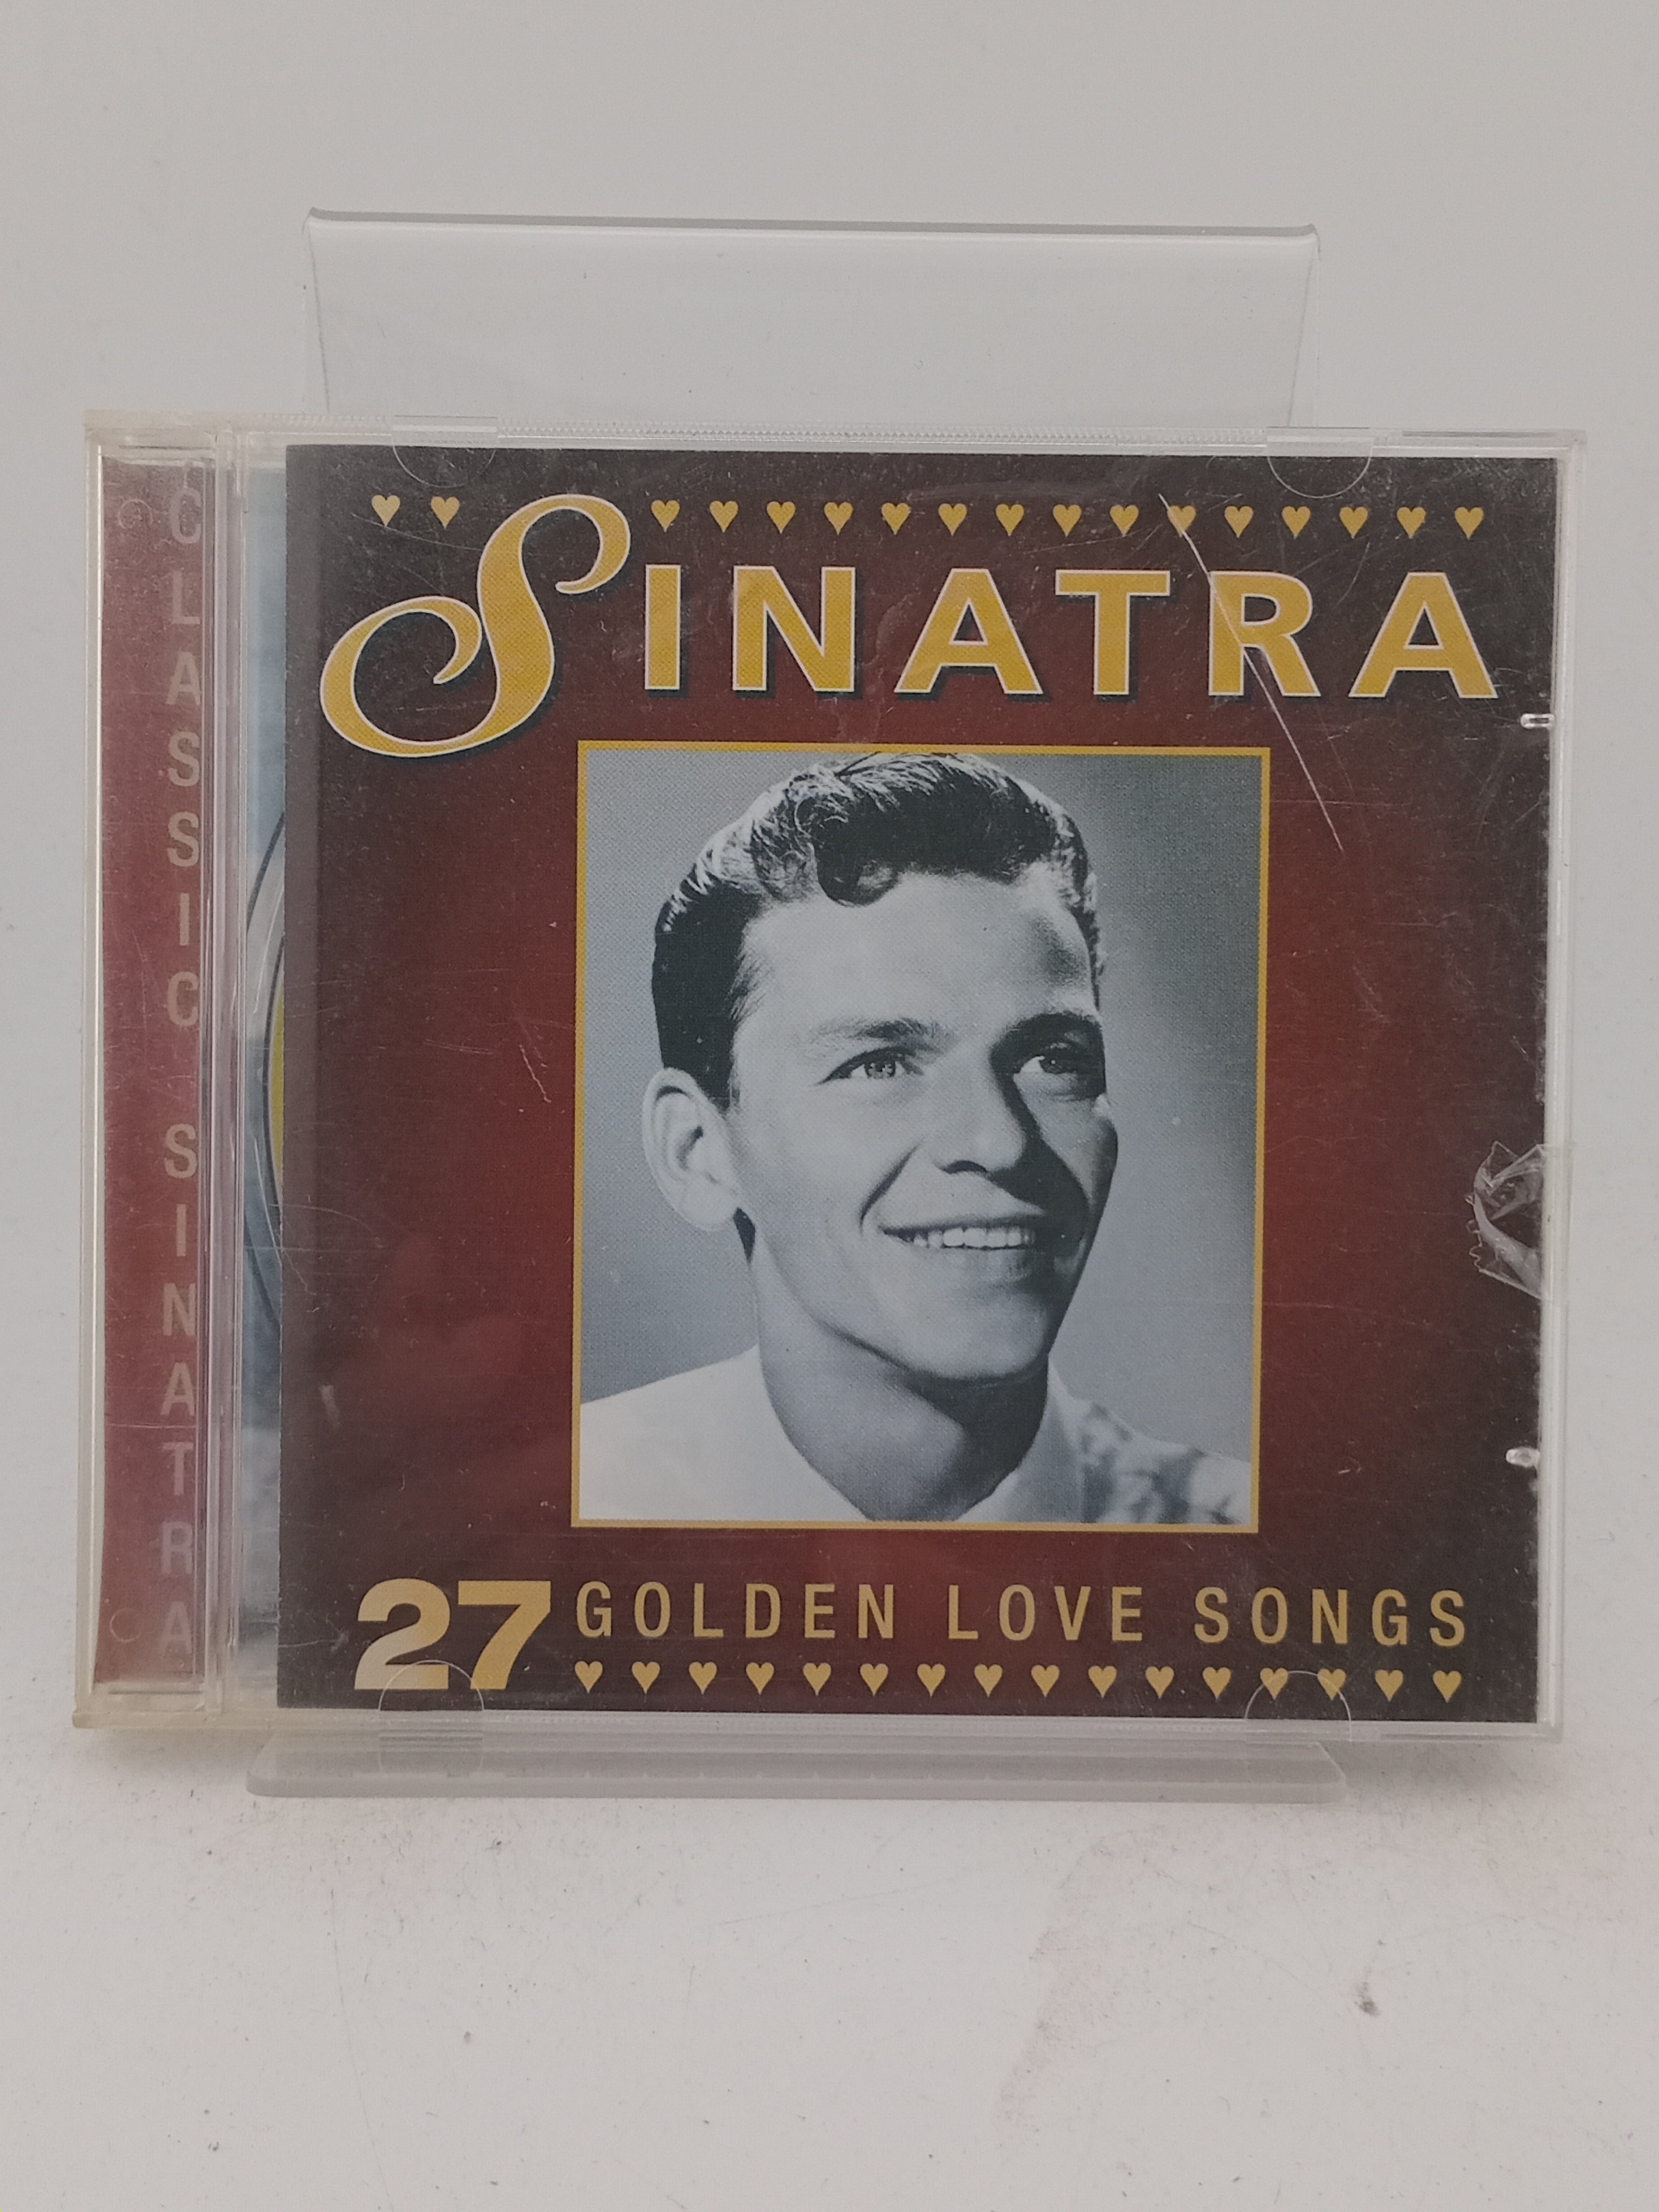 CLASSIC SINATRA
SINATRA
27 GOLDEN LOVE SONGS